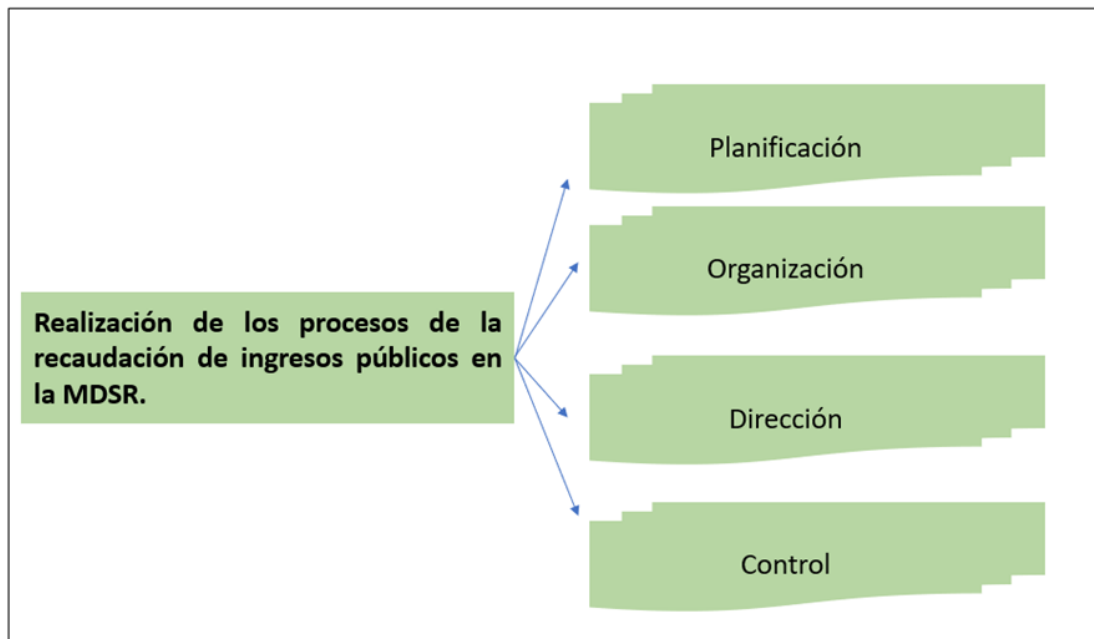 Planificación
Organización
Realización de los procesos de la
recaudación de ingresos públicos en
la MDSR.
Dirección
Control